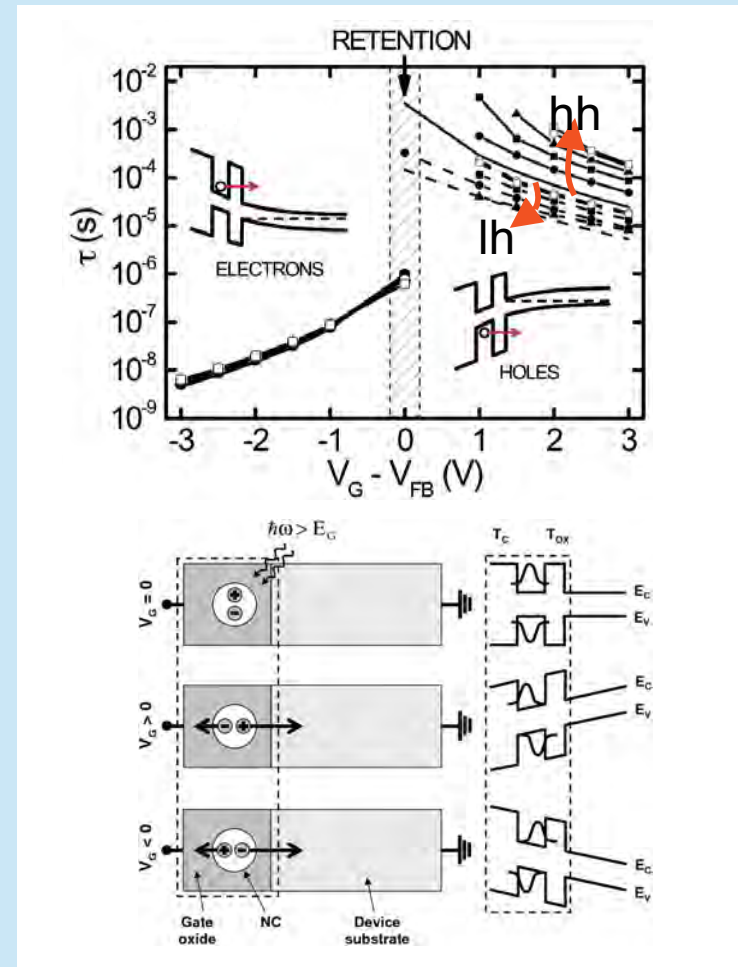 RETENTION
10⁻²
10⁻³
10⁻⁴
10⁻⁵
10⁻⁶
10⁻⁷
10⁻⁸
10⁻⁹
τ (s)
hh
lh
ELECTRONS
HOLES
-3 -2 -1 0 1 2 3
V_G - V_FB (V)
ħω > E_G
T_C T_OX
V_G = 0
+
−
E_C
E_V
V_G > 0
− +
E_C
E_V
V_G < 0
+ −
E_C
E_V
Gate oxide
NC
Device substrate